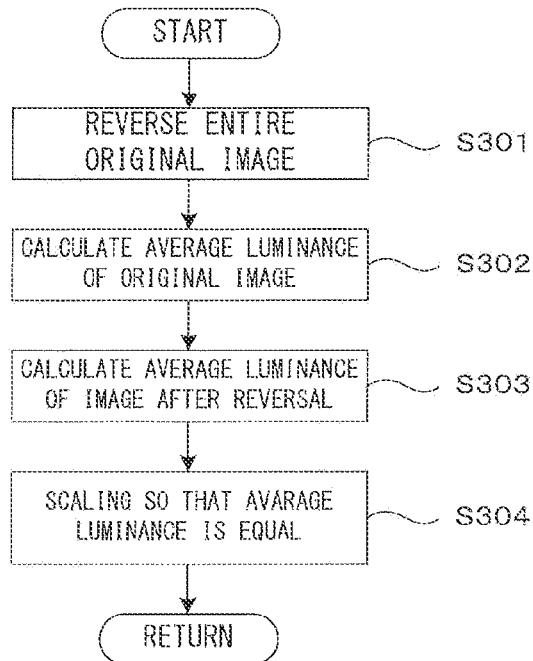 START
REVERSE ENTIRE
ORIGINAL IMAGE
S301
CALCULATE AVERAGE LUMINANCE
OF ORIGINAL IMAGE
S302
CALCULATE AVERAGE LUMINANCE
OF IMAGE AFTER REVERSAL
S303
SCALING SO THAT AVARAGE
LUMINANCE IS EQUAL
S304
RETURN